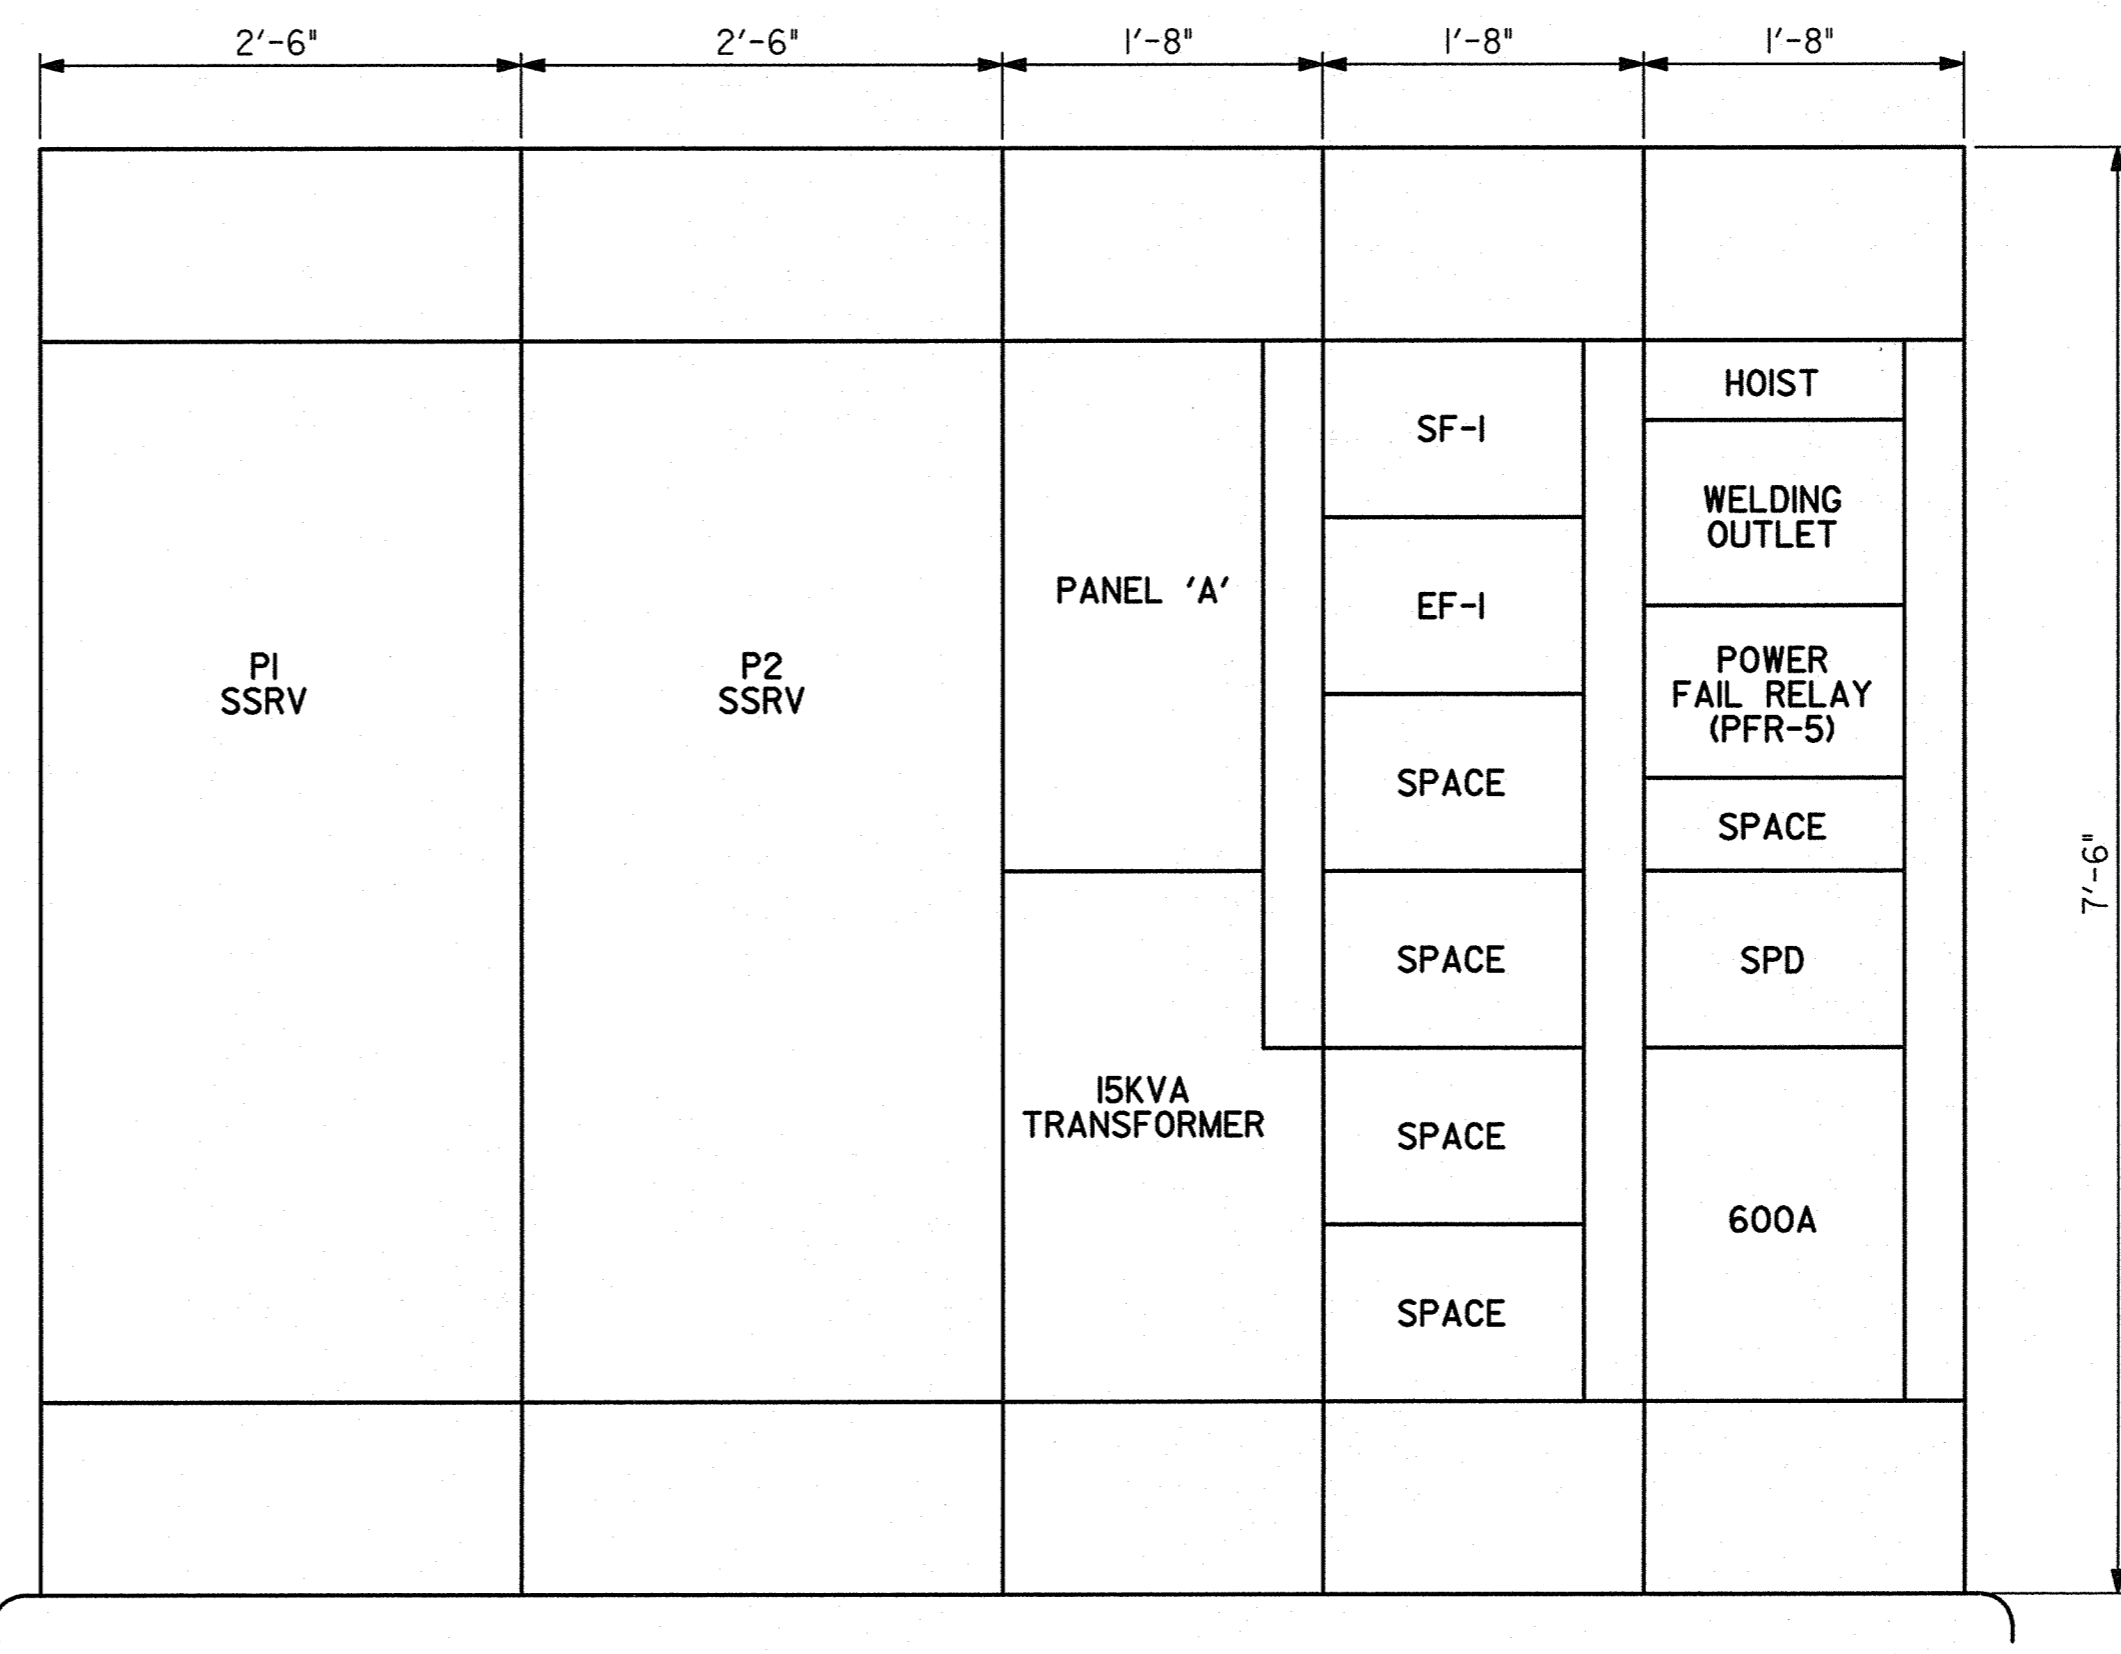 2'-6"
2'-6"
1'-8"
1'-8"
1'-8"
HOIST
SF-1
WELDING
OUTLET
PANEL 'A'
EF-1
P1
SSRV
P2
SSRV
POWER
FAIL RELAY
(PFR-5)
SPACE
SPACE
7'-6"
SPACE
SPD
15KVA
TRANSFORMER
SPACE
600A
SPACE